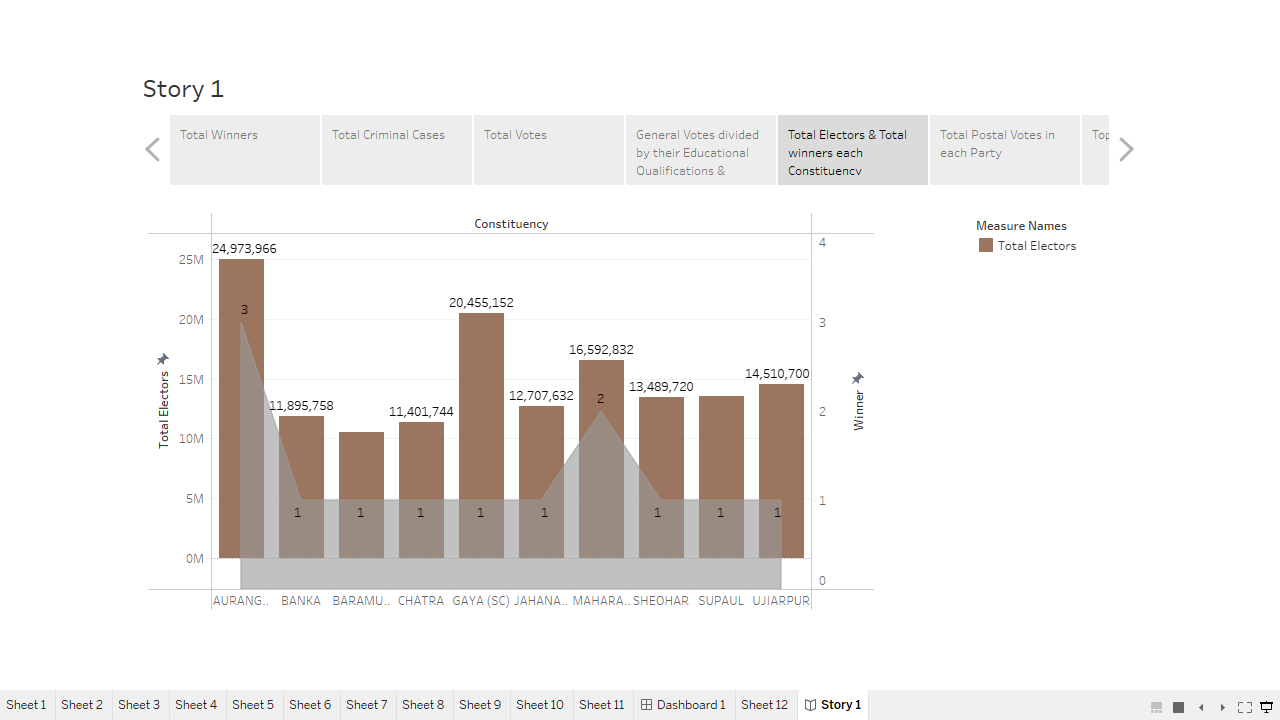 Story 1
Total Winners
Total Criminal Cases
Total Votes
General Votes divided
by their Educational
Qualifications &
Total Electors & Total
winners each
Constituency
Total Postal Votes in
each Party
Constituency
Measure Names
Total Electors
24,973,966
11,895,758
11,401,744
20,455,152
12,707,632
16,592,832
13,489,720
14,510,700
3
1
1
1
1
1
2
1
1
1
25M
20M
15M
10M
5M
0M
Total Electors
4
3
2
1
0
Winner
AURANG..
BANKA
BARAMU..
CHATRA
GAYA (SC)
JAHANA..
MAHARA..
SHEOHAR
SUPAUL
UJIARPUR
Sheet 1
Sheet 2
Sheet 3
Sheet 4
Sheet 5
Sheet 6
Sheet 7
Sheet 8
Sheet 9
Sheet 10
Sheet 11
Dashboard 1
Sheet 12
Story 1